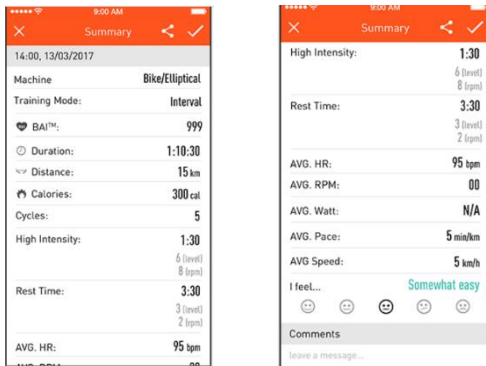 9:00 AM
Summary
14:00, 13/03/2017
Machine Bike/Elliptical
Training Mode: Interval
BAI™: 999
Duration: 1:10:30
Distance: 15 km
Calories: 300 cal
Cycles: 5
High Intensity: 1:30
6 (level)
8 (rpm)
Rest Time: 3:30
3 (level)
2 (rpm)
AVG. HR: 95 bpm
9:00 AM
Summary
High Intensity: 1:30
6 (level)
8 (rpm)
Rest Time: 3:30
3 (level)
2 (rpm)
AVG. HR: 95 bpm
AVG. RPM: 00
AVG. Watt: N/A
AVG. Pace: 5 min/km
AVG Speed: 5 km/h
I feel... Somewhat easy
Comments
leave a message...